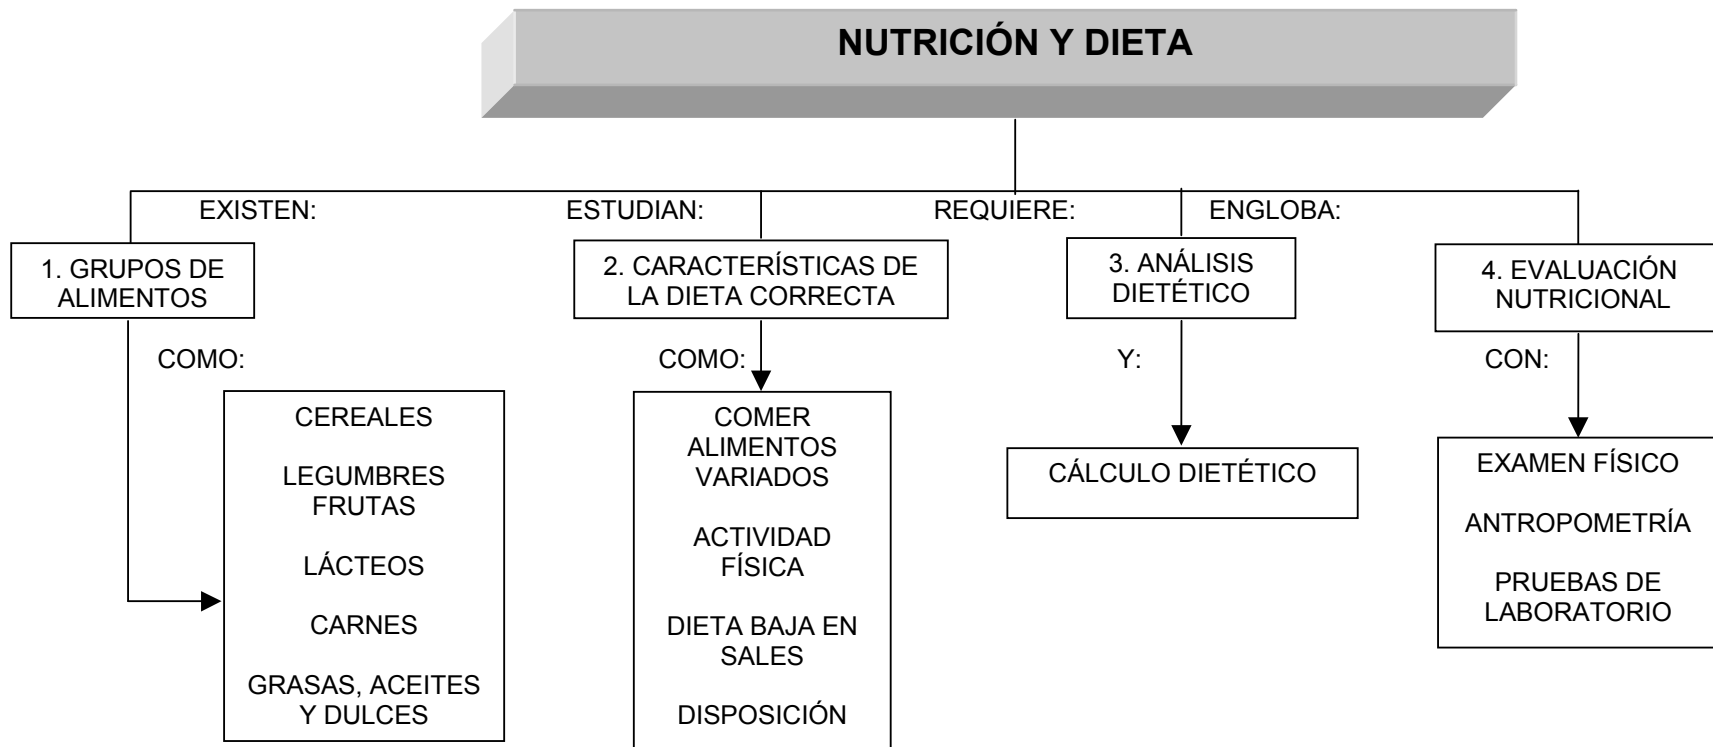 NUTRICIÓN Y DIETA
EXISTEN:
ESTUDIAN:
REQUIERE:
ENGLOBA:
1. GRUPOS DE
ALIMENTOS
2. CARACTERÍSTICAS DE
LA DIETA CORRECTA
3. ANÁLISIS
DIETÉTICO
4. EVALUACIÓN
NUTRICIONAL
COMO:
COMO:
Y:
CON:
CEREALES
LEGUMBRES
FRUTAS
LÁCTEOS
CARNES
GRASAS, ACEITES
Y DULCES
COMER
ALIMENTOS
VARIADOS
ACTIVIDAD
FÍSICA
DIETA BAJA EN
SALES
DISPOSICIÓN
CÁLCULO DIETÉTICO
EXAMEN FÍSICO
ANTROPOMETRÍA
PRUEBAS DE
LABORATORIO